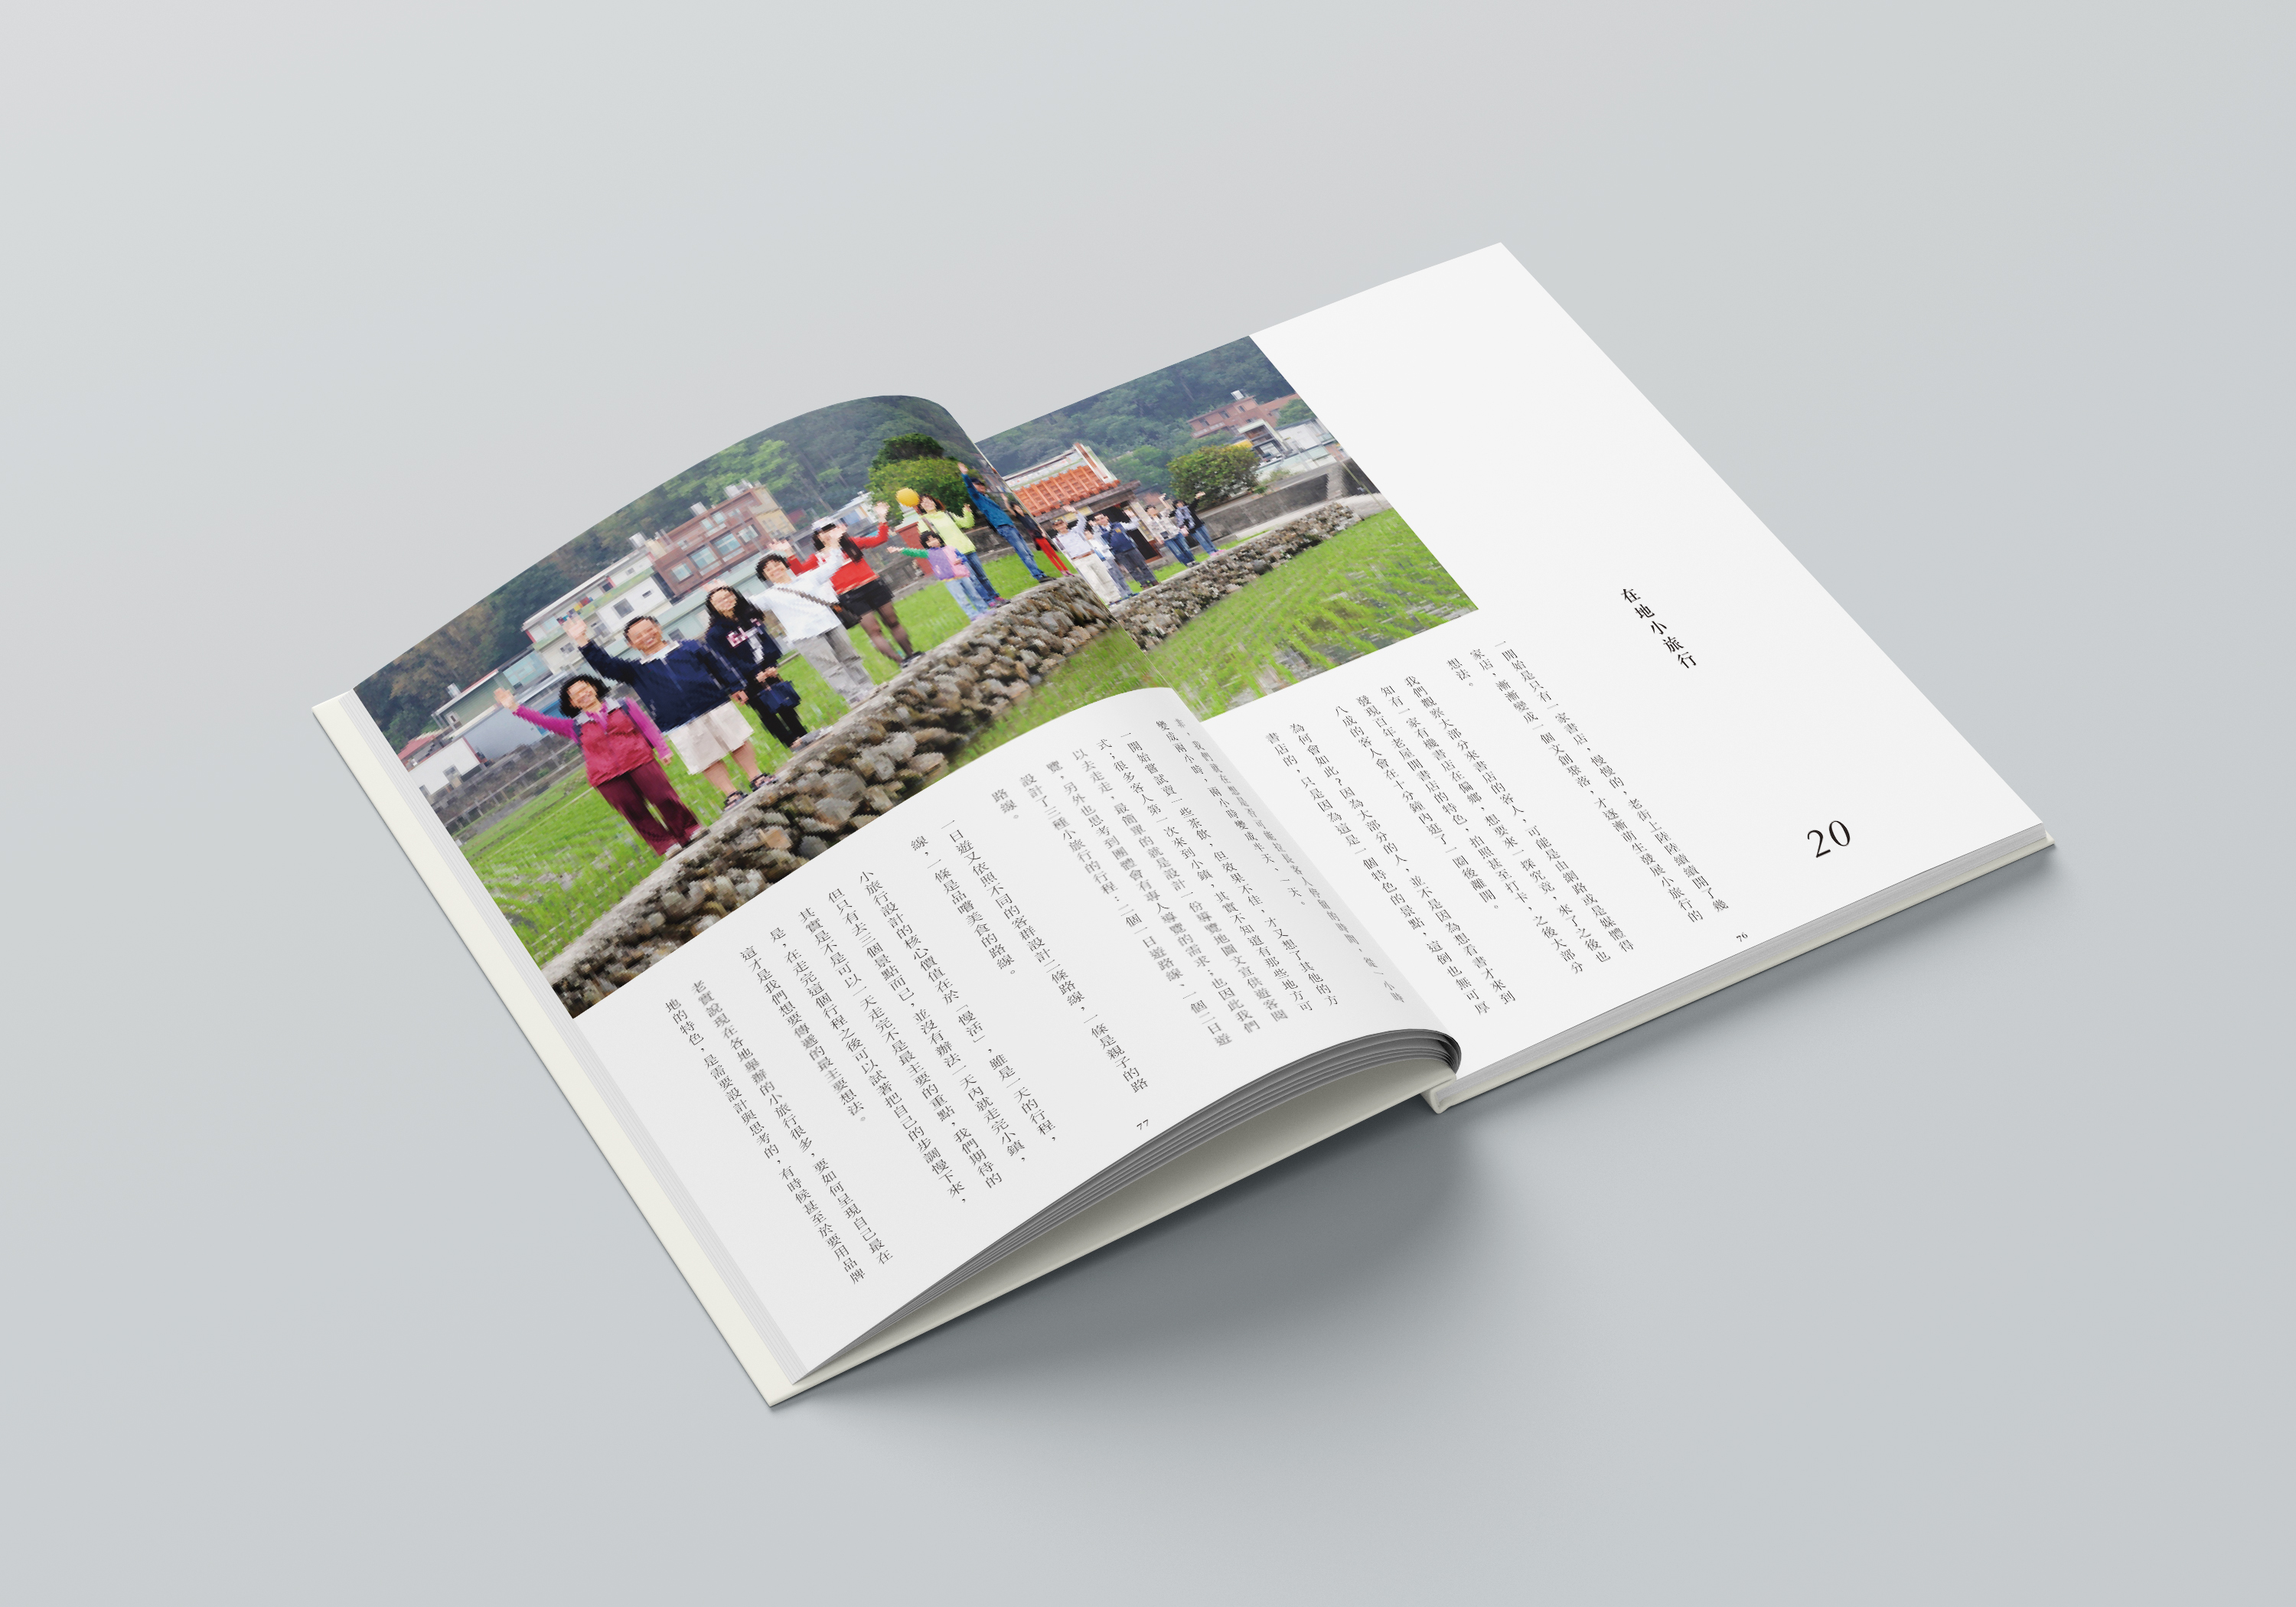 20
在地小旅行
一開始是只有一家書店，慢慢的，老街上陸陸續續開了幾
家店，漸漸變成一個文創聚落，才逐漸萌生發展小旅行的
想法。
我們觀察大部分來書店的客人，可能是由網路或是媒體得
知有一家有機書店在偏鄉，想要來一探究竟，來了之後也
發現百年老屋開書店的特色，拍照甚至打卡，之後大部分
八成的客人會在十分鐘內逛了一圈後離開。
為何會如此？因為大部分的人，並不是因為想看書才來到
書店的，只是因為這是一個特色的景點，這倒也無可厚
76
變成兩小時，兩小時變成半天、一天。
一開始嘗試賣一些茶飲，但效果不佳，才又想了其他的方
式；很多客人第一次來到小鎮，其實不知道有那些地方可
以去走走，最簡單的就是設計一份導覽地圖文宣供遊客閱
覽，另外也思考到團體會有專人導覽的需求；也因此我們
設計了三種小旅行的行程：二個一日遊路線、一個二日遊
路線。
一日遊又依照不同的客群設計二條路線，一條是親子的路
線，一條是品嚐美食的路線。
小旅行設計的核心價值在於「慢活」，雖是一天的行程，
但只有去三個景點而已，並沒有辦法一天內就走完小鎮，
其實是不是可以一天走完不是最主要的重點，我們期待的
是，在走完這個行程之後可以試著把自己的步調慢下來，
這才是我們想要傳遞的最主要想法。
老實說現在各地舉辦的小旅行很多，要如何呈現自己最在
地的特色，是需要設計與思考的，有時候甚至於要用品牌
77